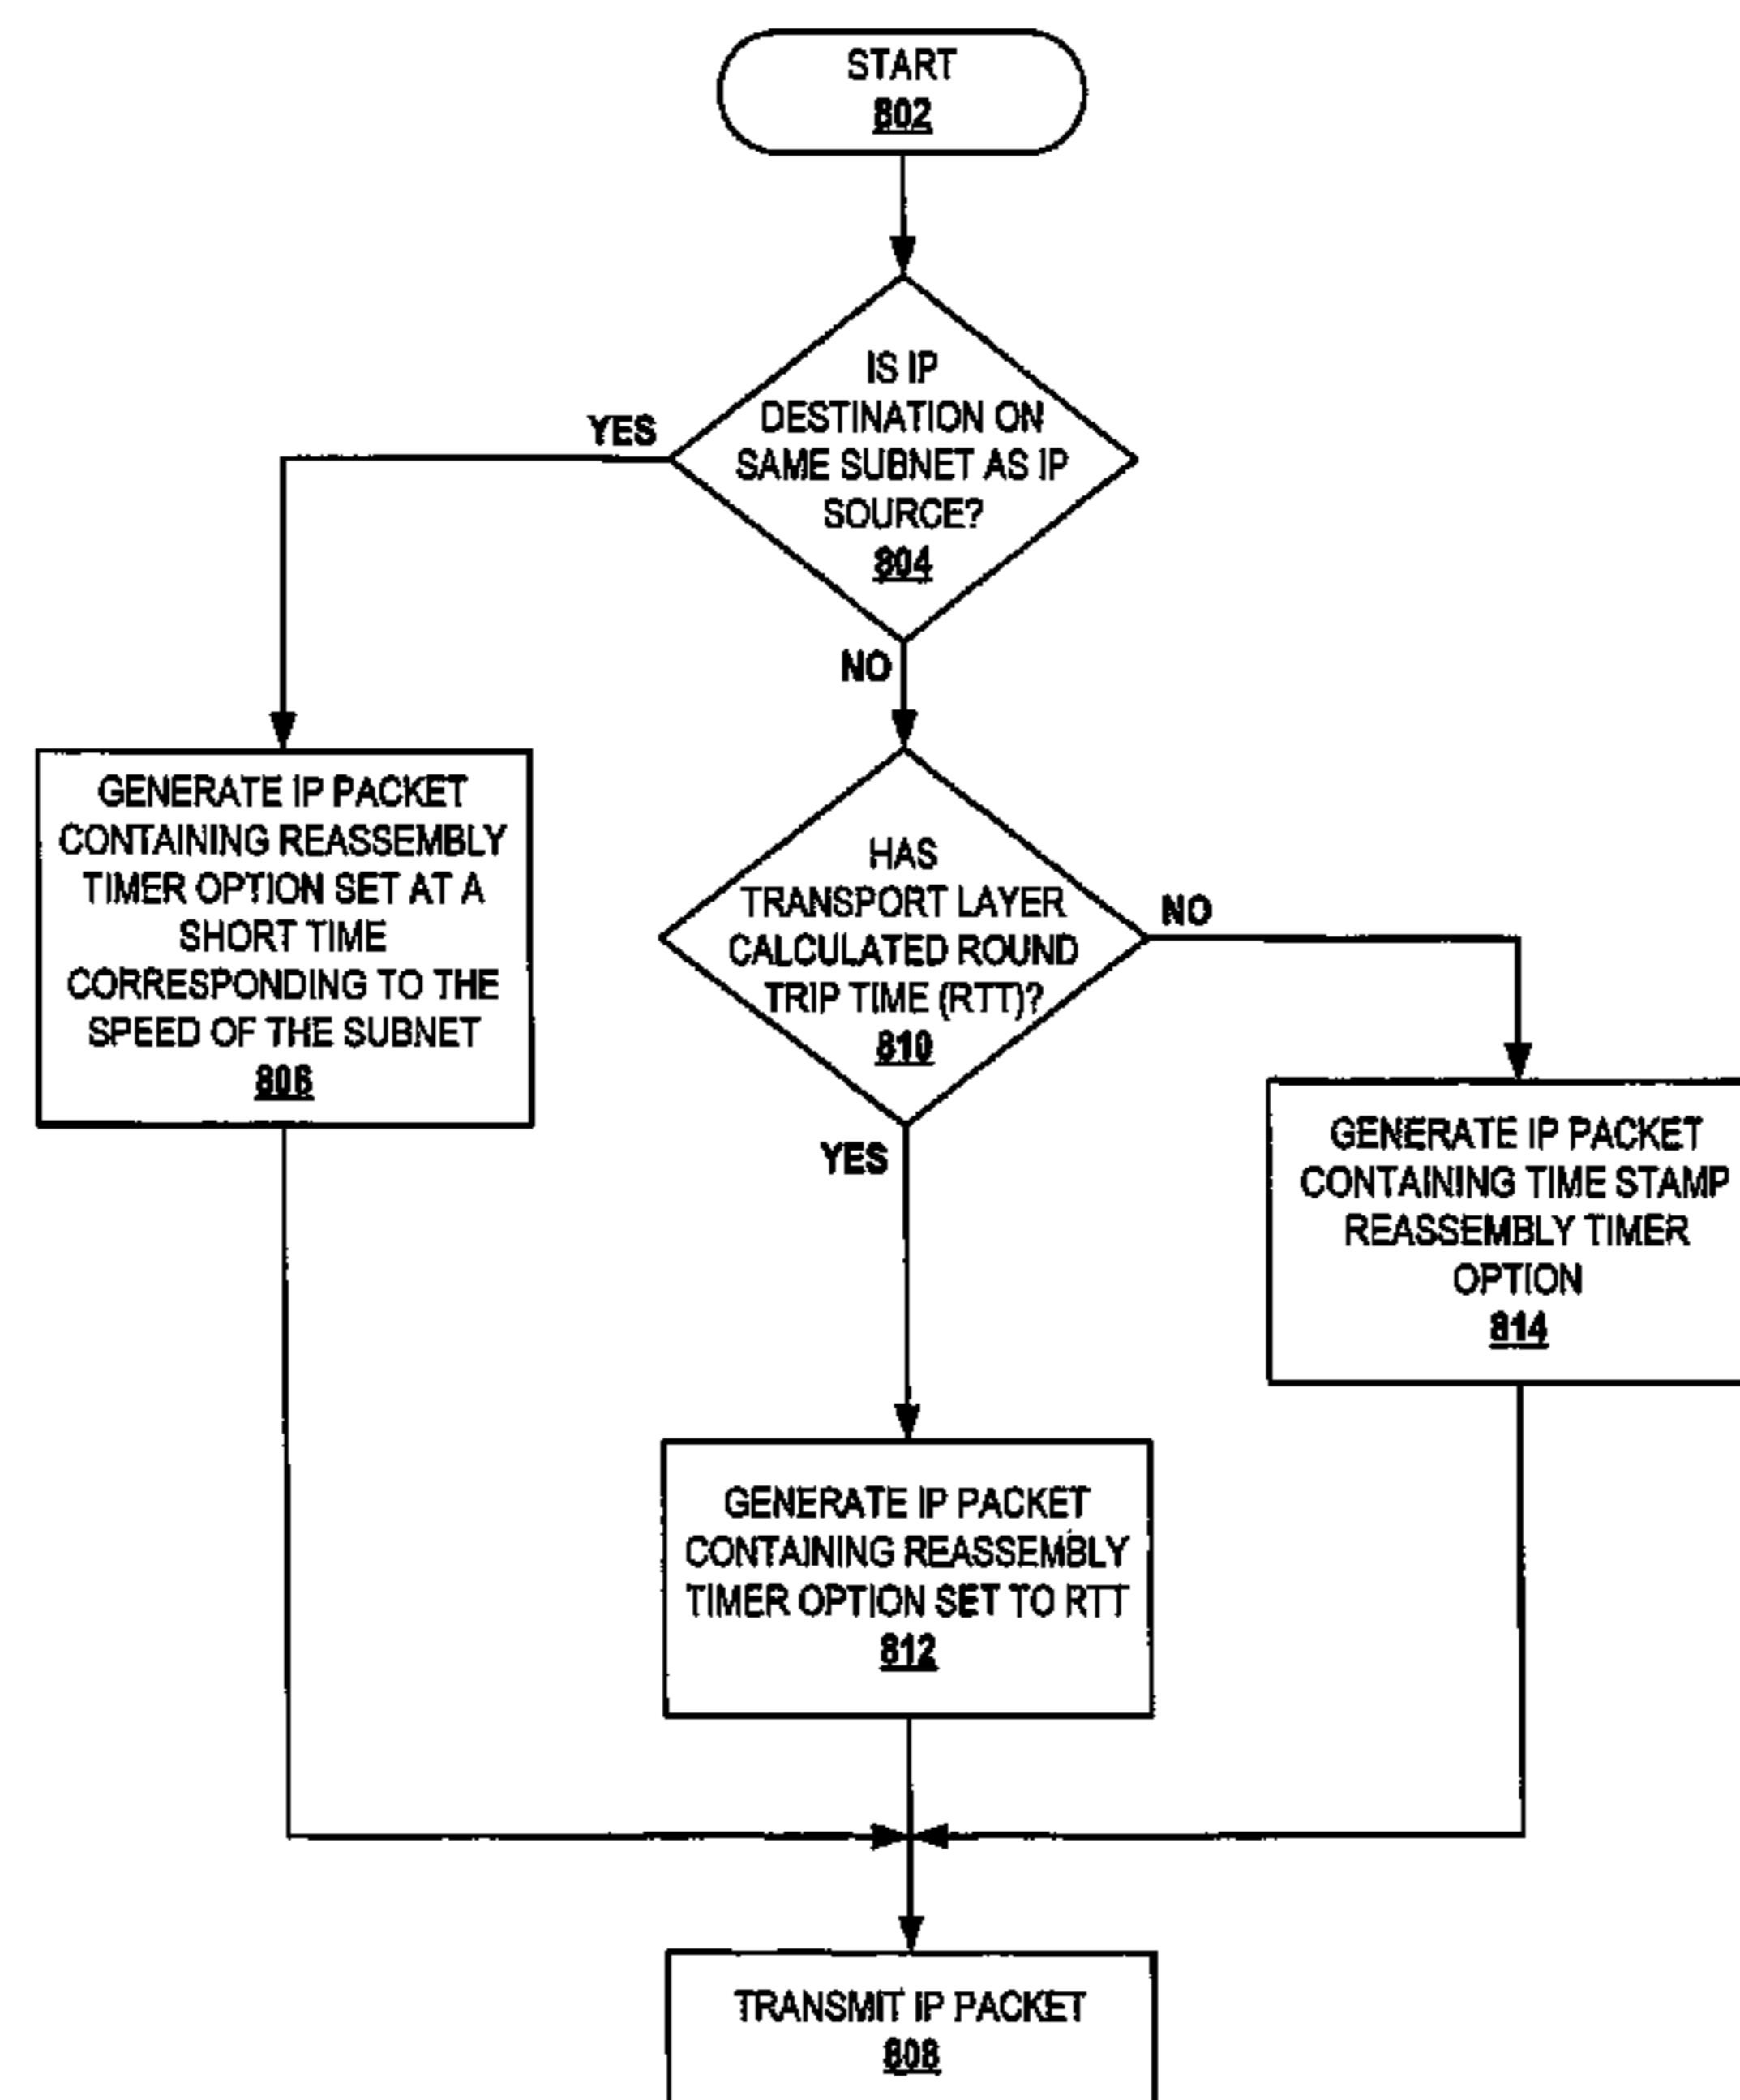 START
802
IS IP
DESTINATION ON
SAME SUBNET AS IP
SOURCE?
804
YES
NO
GENERATE IP PACKET
CONTAINING REASSEMBLY
TIMER OPTION SET AT A
SHORT TIME
CORRESPONDING TO THE
SPEED OF THE SUBNET
806
HAS
TRANSPORT LAYER
CALCULATED ROUND
TRIP TIME (RTT)?
810
NO
YES
GENERATE IP PACKET
CONTAINING TIME STAMP
REASSEMBLY TIMER
OPTION
814
GENERATE IP PACKET
CONTAINING REASSEMBLY
TIMER OPTION SET TO RTT
812
TRANSMIT IP PACKET
808